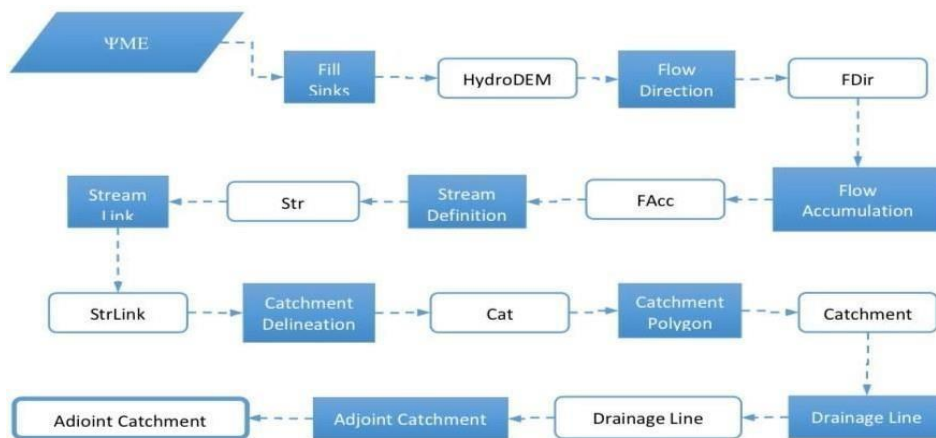 ΨΜΕ
Fill
Sinks
HydroDEM
Flow
Direction
FDir
Stream
Link
Str
Stream
Definition
FAcc
Flow
Accumulation
StrLink
Catchment
Delineation
Cat
Catchment
Polygon
Catchment
Adjoint Catchment
Adjoint Catchment
Drainage Line
Drainage Line